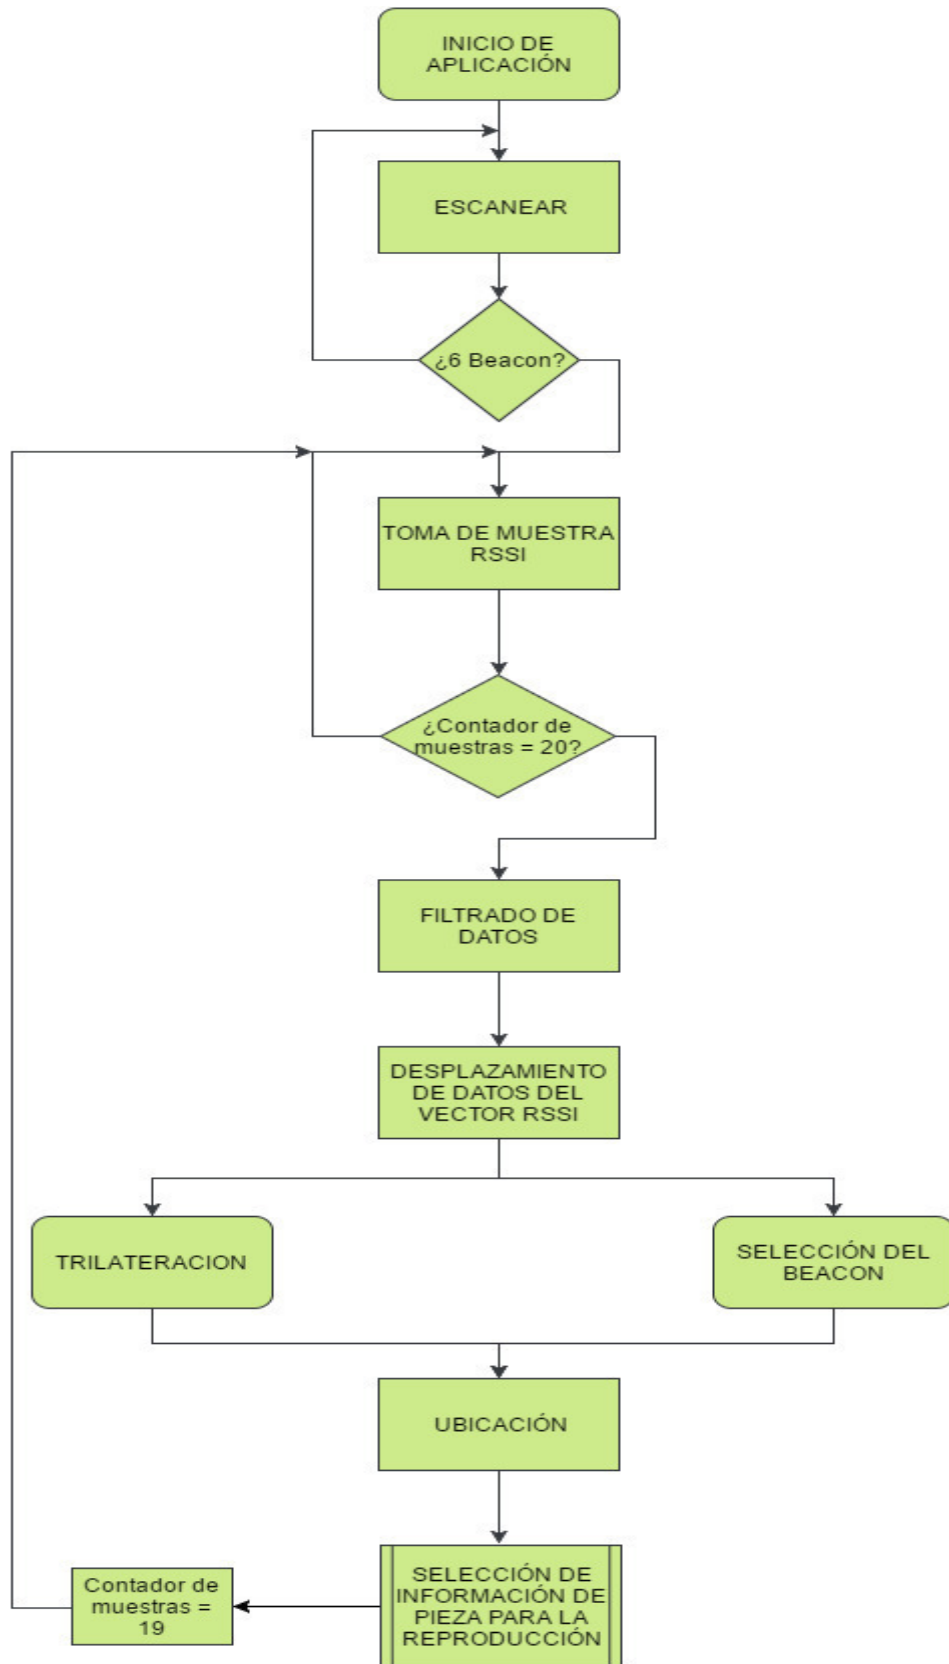 INICIO DE
APLICACIÓN
ESCANEAR
¿6 Beacon?
TOMA DE MUESTRA
RSSI
¿Contador de
muestras = 20?
FILTRADO DE
DATOS
DESPLAZAMIENTO
DE DATOS DEL
VECTOR RSSI
TRILATERACION
SELECCIÓN DEL
BEACON
UBICACIÓN
SELECCIÓN DE
INFORMACIÓN DE
PIEZA PARA LA
REPRODUCCIÓN
Contador de
muestras =
19